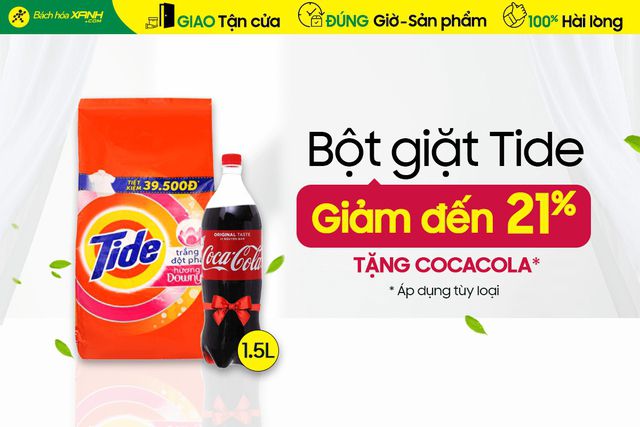 Bách hóa XANH
.COM
GIAO Tận cửa
ĐÚNG Giờ-Sản phẩm
100% Hài lòng
Bột giặt Tide
Giảm đến 21%
TẶNG COCACOLA*
* Áp dụng tùy loại
TIẾT KIỆM 39.500Đ
Tide
trắng
đột phá
hương
Downy
ORIGINAL TASTE
Coca-Cola
1.5L